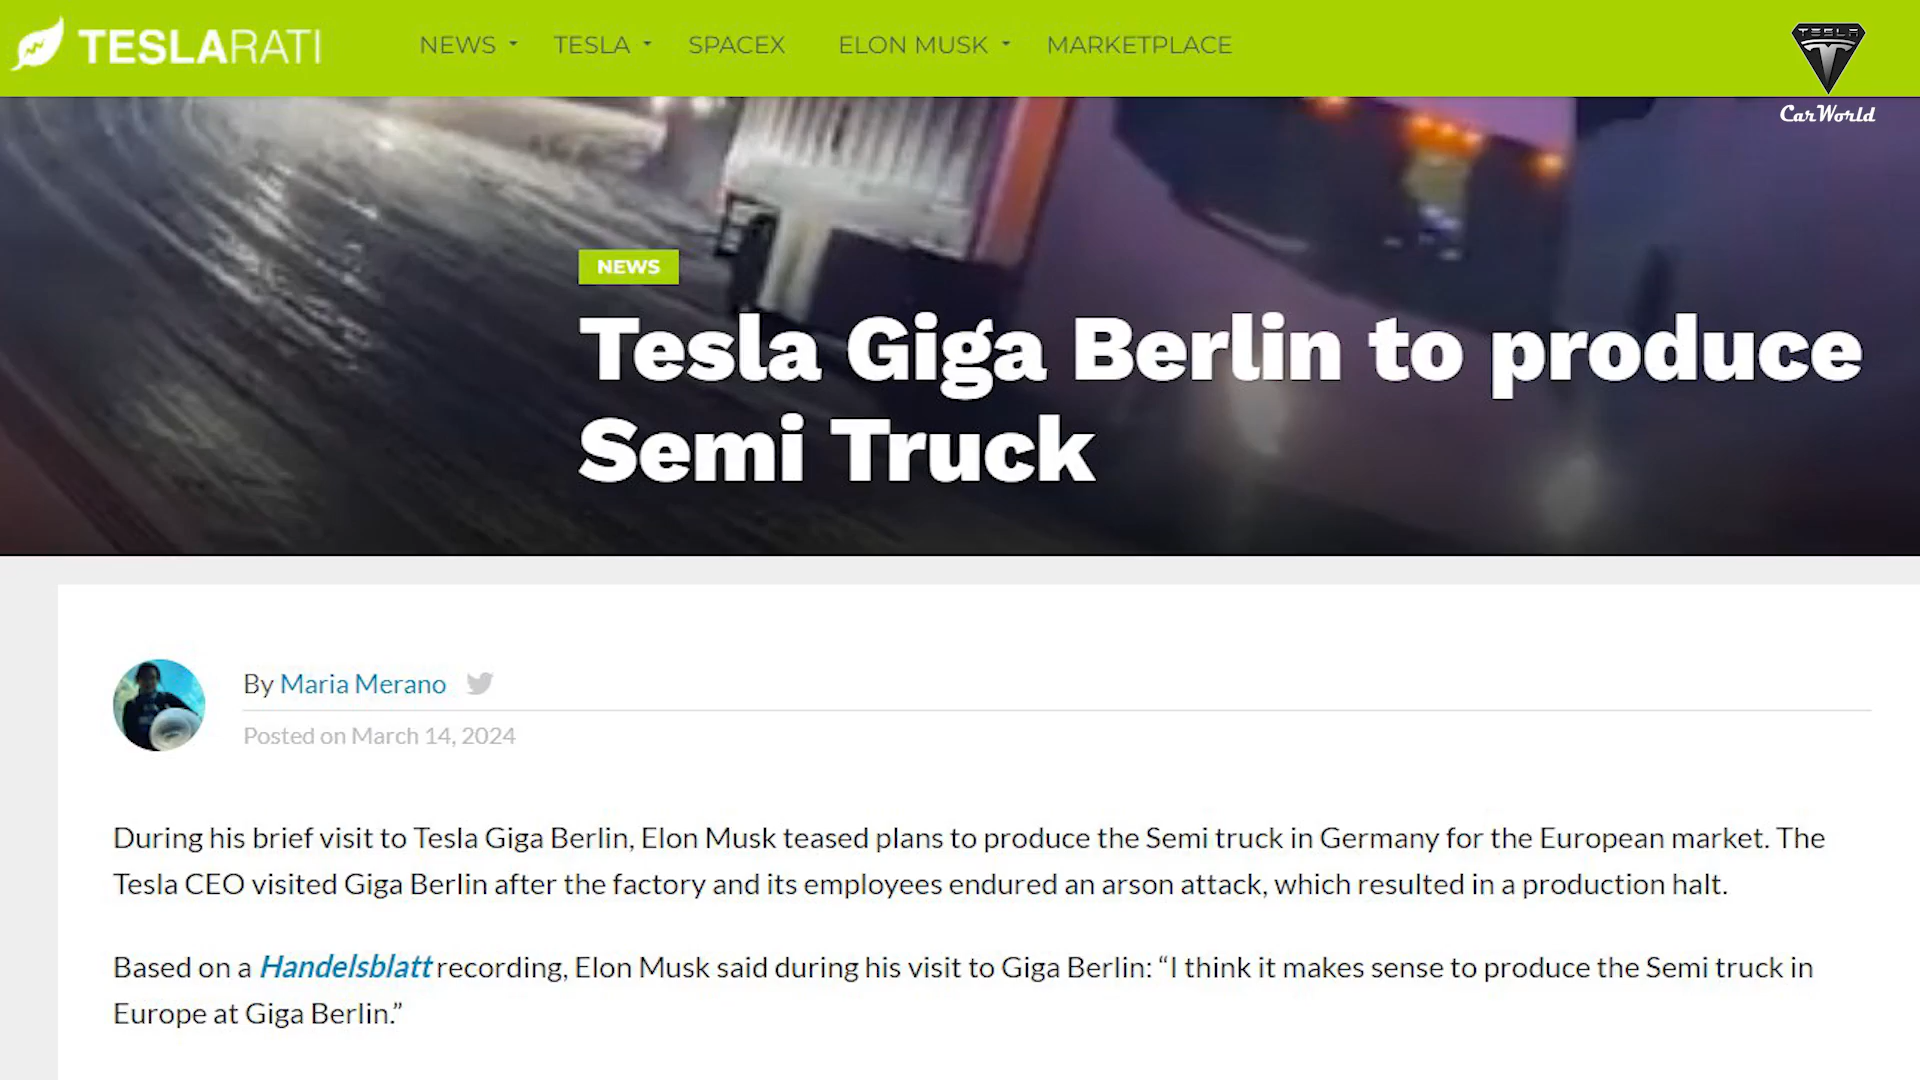 TESLARATI
NEWS TESLA SPACEX ELON MUSK MARKETPLACE
TESLA
CarWorld
NEWS
Tesla Giga Berlin to produce
Semi Truck
By Maria Merano
Posted on March 14, 2024
During his brief visit to Tesla Giga Berlin, Elon Musk teased plans to produce the Semi truck in Germany for the European market. The
Tesla CEO visited Giga Berlin after the factory and its employees endured an arson attack, which resulted in a production halt.
Based on a Handelsblatt recording, Elon Musk said during his visit to Giga Berlin: “I think it makes sense to produce the Semi truck in
Europe at Giga Berlin.”